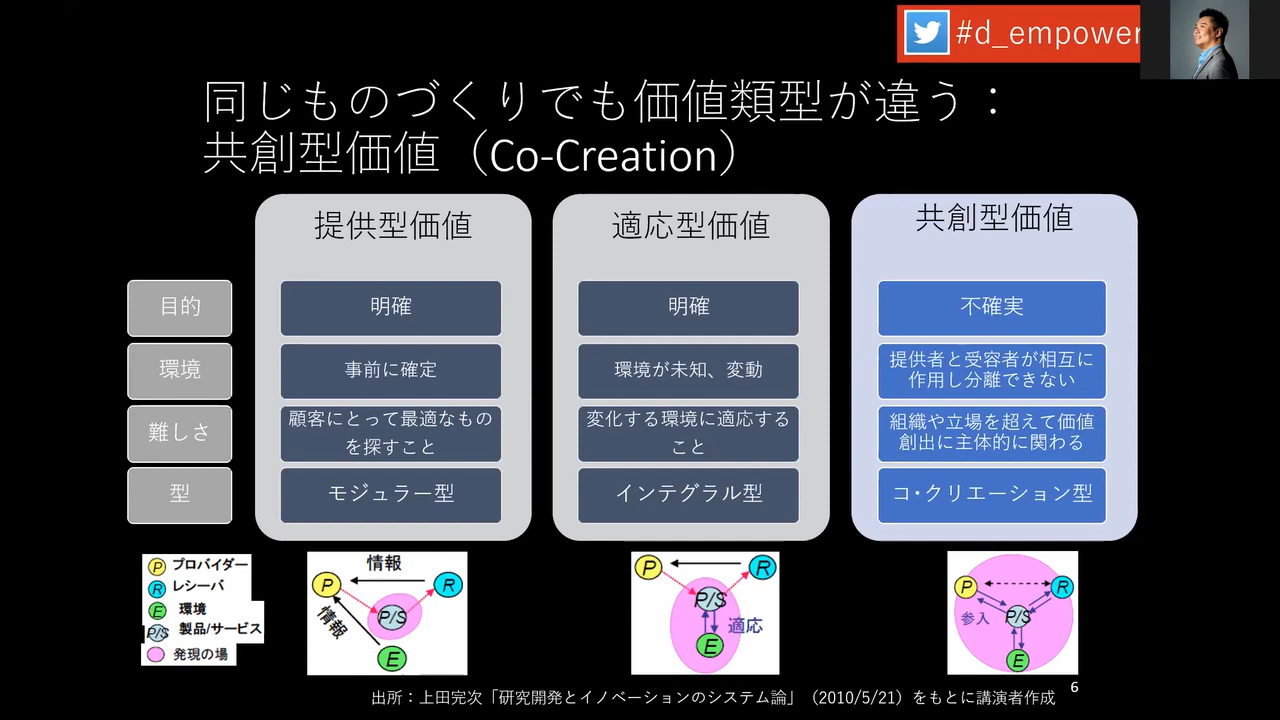 #d_empower
同じものづくりでも価値類型が違う：
共創型価値（Co-Creation）
提供型価値
適応型価値
共創型価値
目的
明確
明確
不確実
環境
事前に確定
環境が未知、変動
提供者と受容者が相互に
作用し分離できない
難しさ
顧客にとって最適なもの
を探すこと
変化する環境に適応する
こと
組織や立場を超えて価値
創出に主体的に関わる
型
モジュラー型
インテグラル型
コ・クリエーション型
P プロバイダー
R レシーバ
E 環境
P/S 製品/サービス
発現の場
情報
P
R
P/S
情報
E
P
R
P/S
適応
E
P
R
参入
P/S
E
出所：上田完次「研究開発とイノベーションのシステム論」（2010/5/21）をもとに講演者作成
6